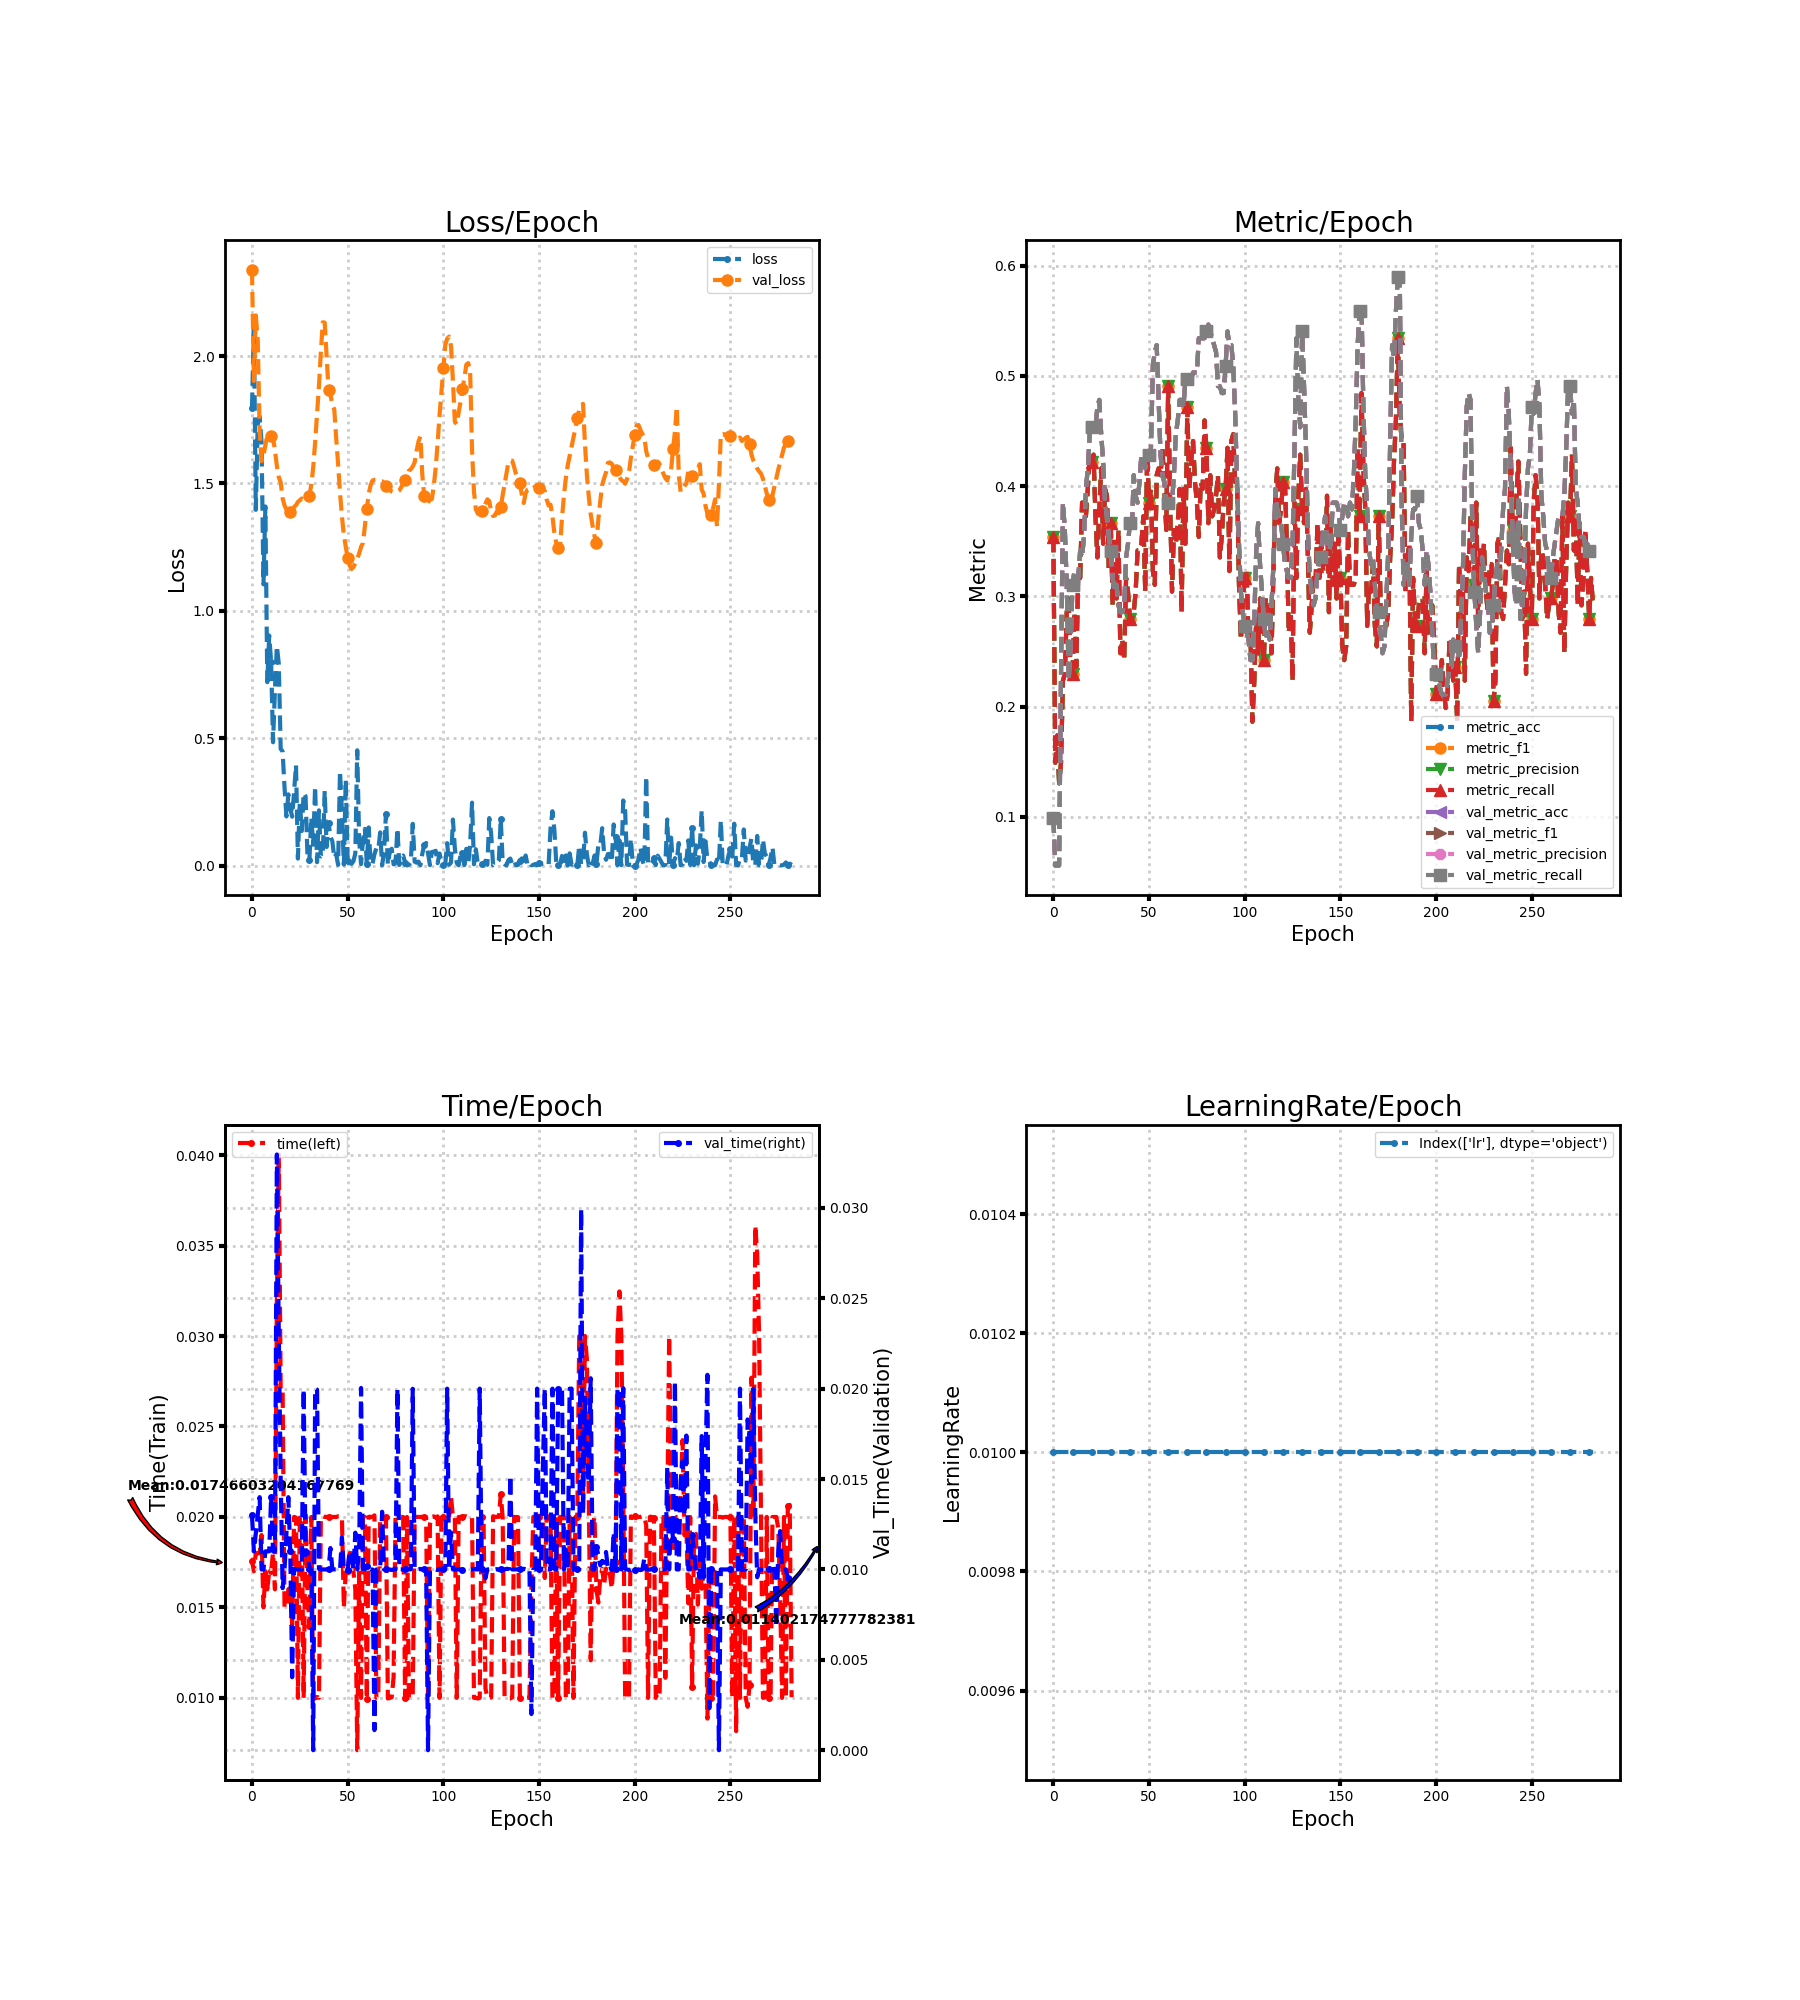 Loss/Epoch
loss
val_loss
2.0
1.5
1.0
0.5
0.0
Loss
0
50
100
150
200
250
Epoch
Metric/Epoch
0.6
0.5
0.4
0.3
0.2
0.1
Metric
metric_acc
metric_f1
metric_precision
metric_recall
val_metric_acc
val_metric_f1
val_metric_precision
val_metric_recall
0
50
100
150
200
250
Epoch
Time/Epoch
time(left)
val_time(right)
0.040
0.035
0.030
0.025
0.020
0.015
0.010
Time(Train)
0.030
0.025
0.020
0.015
0.010
0.005
0.000
Val_Time(Validation)
Mean:0.011402174777782381
0
50
100
150
200
250
Epoch
LearningRate/Epoch
Index(['lr'], dtype='object')
0.0104
0.0102
0.0100
0.0098
0.0096
LearningRate
0
50
100
150
200
250
Epoch